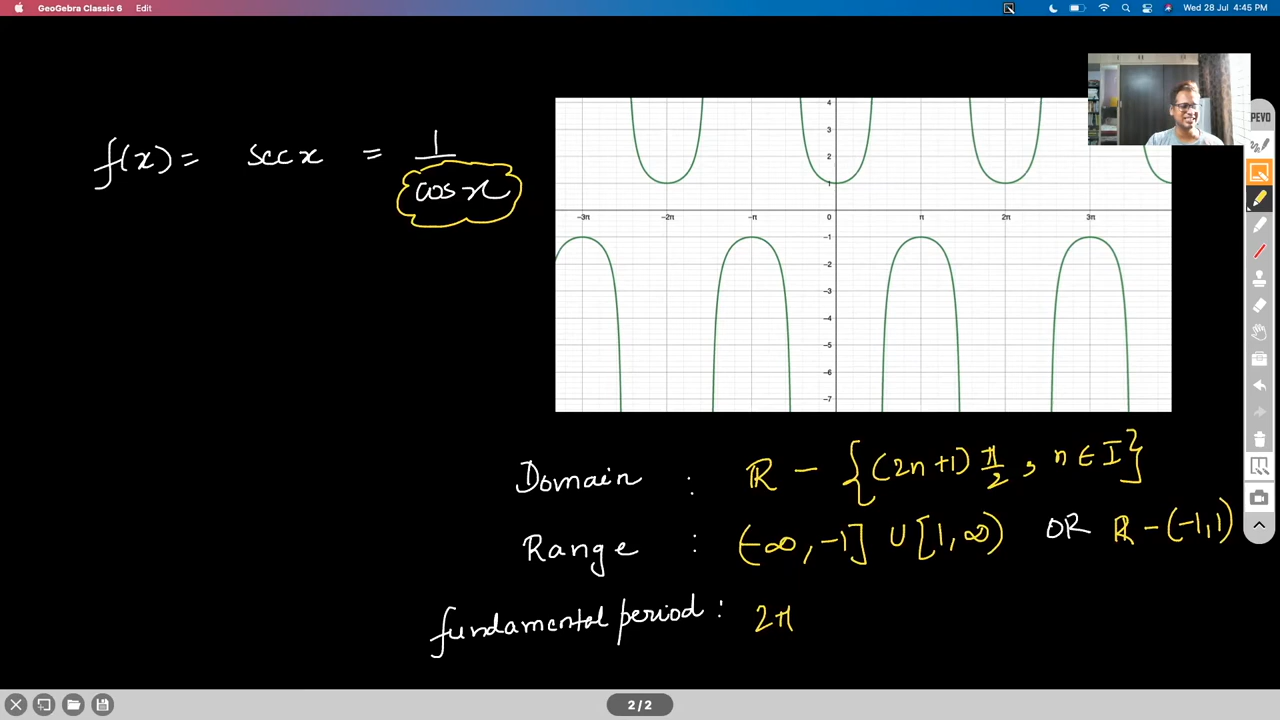 GeoGebra Classic 6 Edit Wed 28 Jul 4:45 PM
f(x) = sec x = 1
cos x
4
3
2
1
-3π -2π -π 0 π 2π 3π
-1
-2
-3
-4
-5
-6
-7
Domain : ℝ - {(2n+1) π/2, n ∈ I}
Range : (-∞, -1] ∪ [1, ∞) OR ℝ - (-1, 1)
fundamental period : 2π
2 / 2